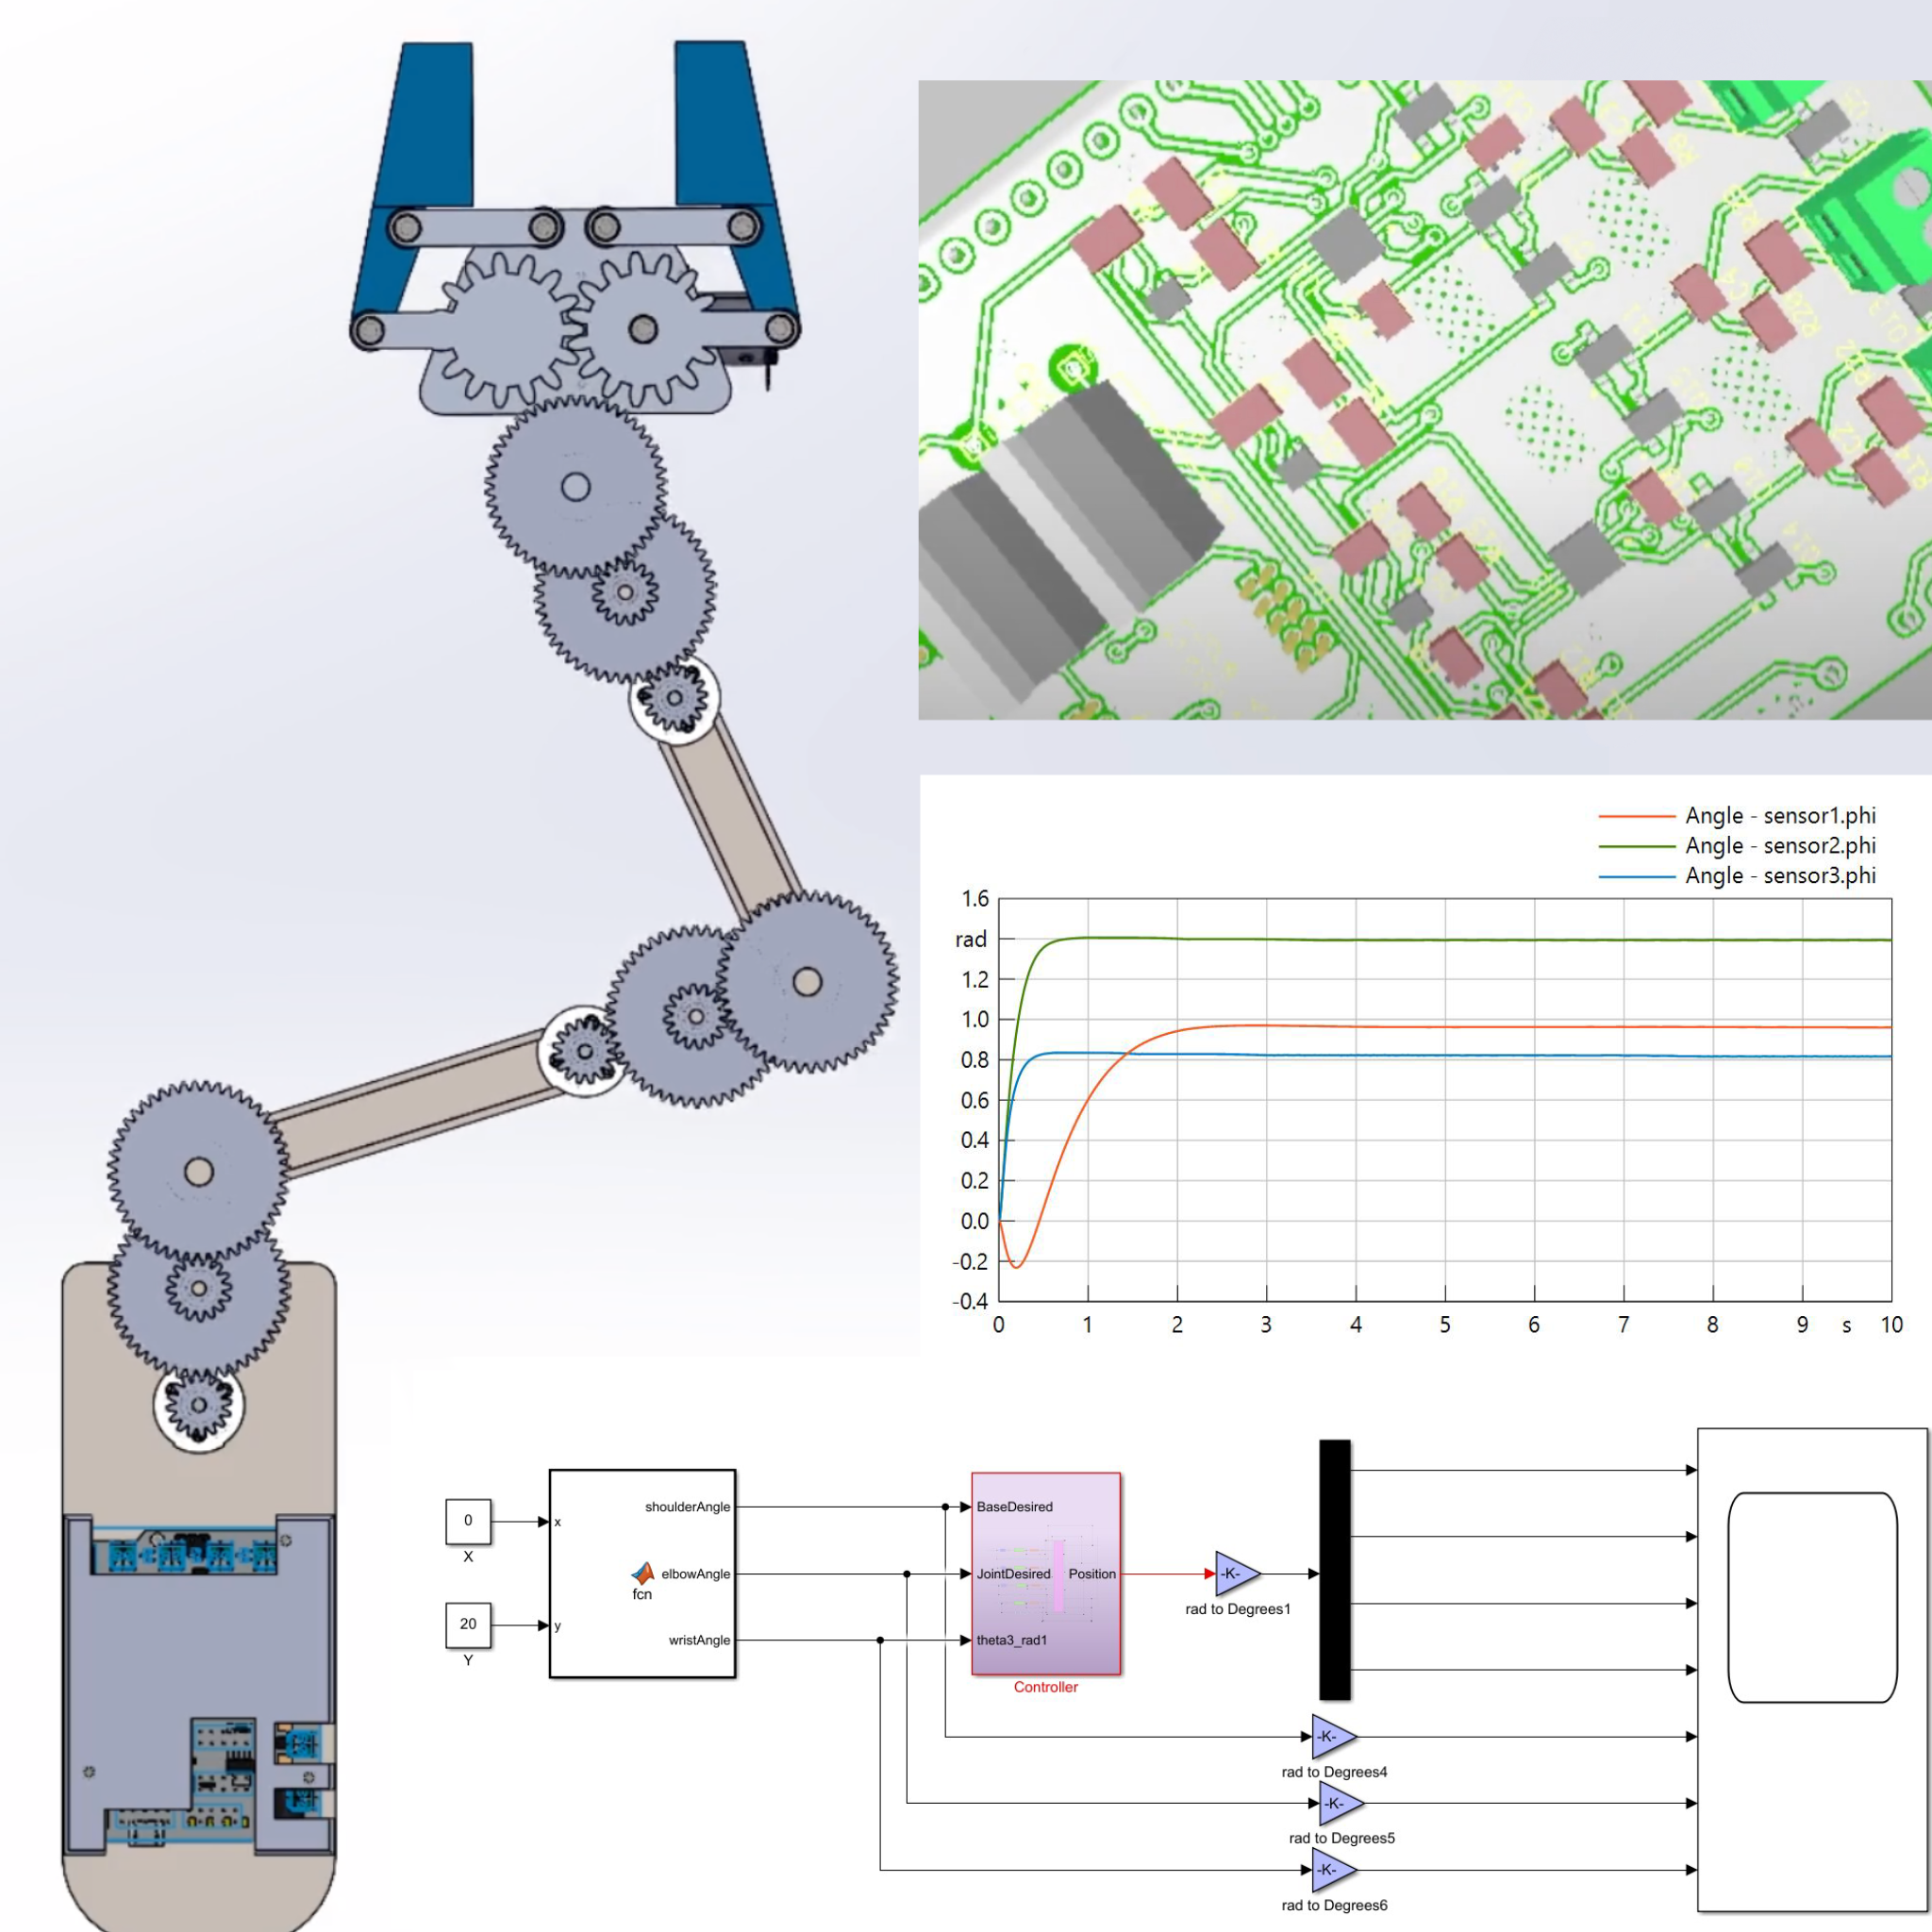 Angle - sensor1.phi
Angle - sensor2.phi
Angle - sensor3.phi
1.6
rad
1.2
1.0
0.8
0.6
0.4
0.2
0.0
-0.2
-0.4
0 1 2 3 4 5 6 7 8 9 s 10
0
X
20
Y
x
y
fcn
shoulderAngle
elbowAngle
wristAngle
BaseDesired
JointDesired
theta3_rad1
Position
Controller
-K-
rad to Degrees1
-K-
rad to Degrees4
-K-
rad to Degrees5
-K-
rad to Degrees6